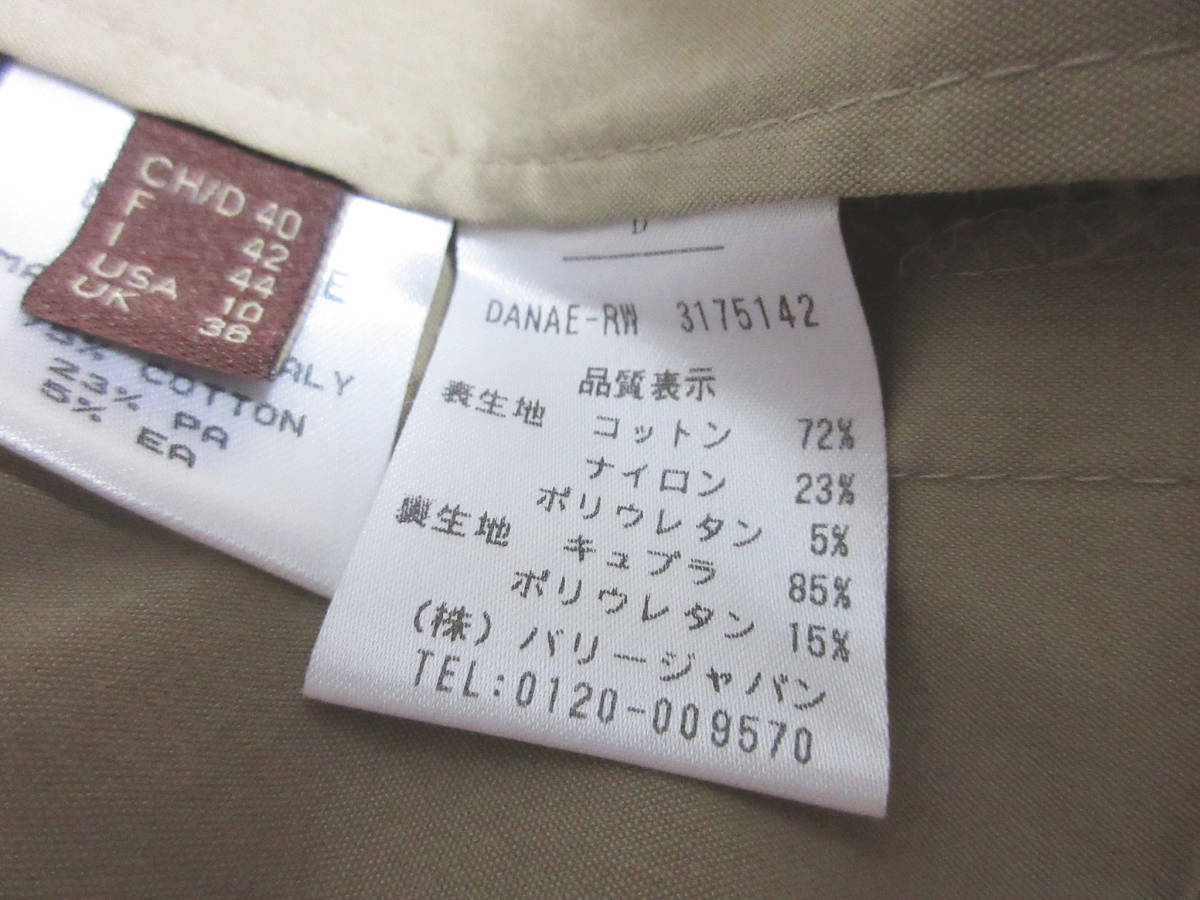 CH/D 40
F 42
I 44
USA 10
UK 38
ALY
COTTON
23% PA
5% EA
D
DANAE-RW 3175142
品質表示
表生地 コットン 72%
ナイロン 23%
ポリウレタン 5%
裏生地 キュプラ 85%
ポリウレタン 15%
(株)バリージャパン
TEL:0120-009570